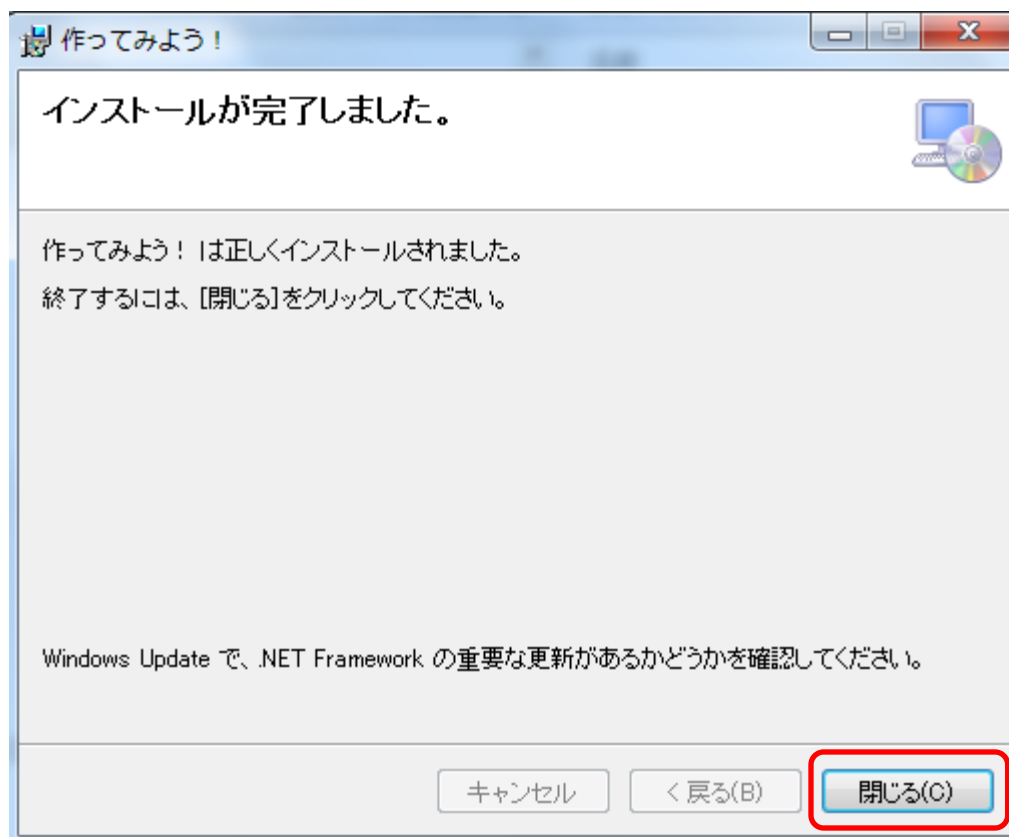 作ってみよう！
インストールが完了しました。
作ってみよう！ は正しくインストールされました。
終了するには、[閉じる]をクリックしてください。
Windows Update で、.NET Framework の重要な更新があるかどうかを確認してください。
キャンセル
< 戻る(B)
閉じる(C)